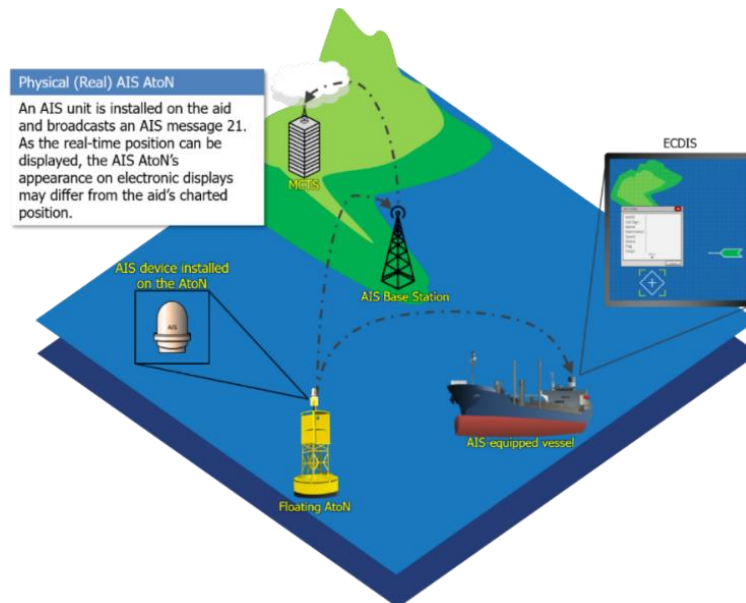 Physical (Real) AIS AtoN
An AIS unit is installed on the aid
and broadcasts an AIS message 21.
As the real-time position can be
displayed, the AIS AtoN's
appearance on electronic displays
may differ from the aid's charted
position.
ECDIS
MCTS
AIS device installed
on the AtoN
AIS
AIS Base Station
AIS-equipped vessel
Floating AtoN